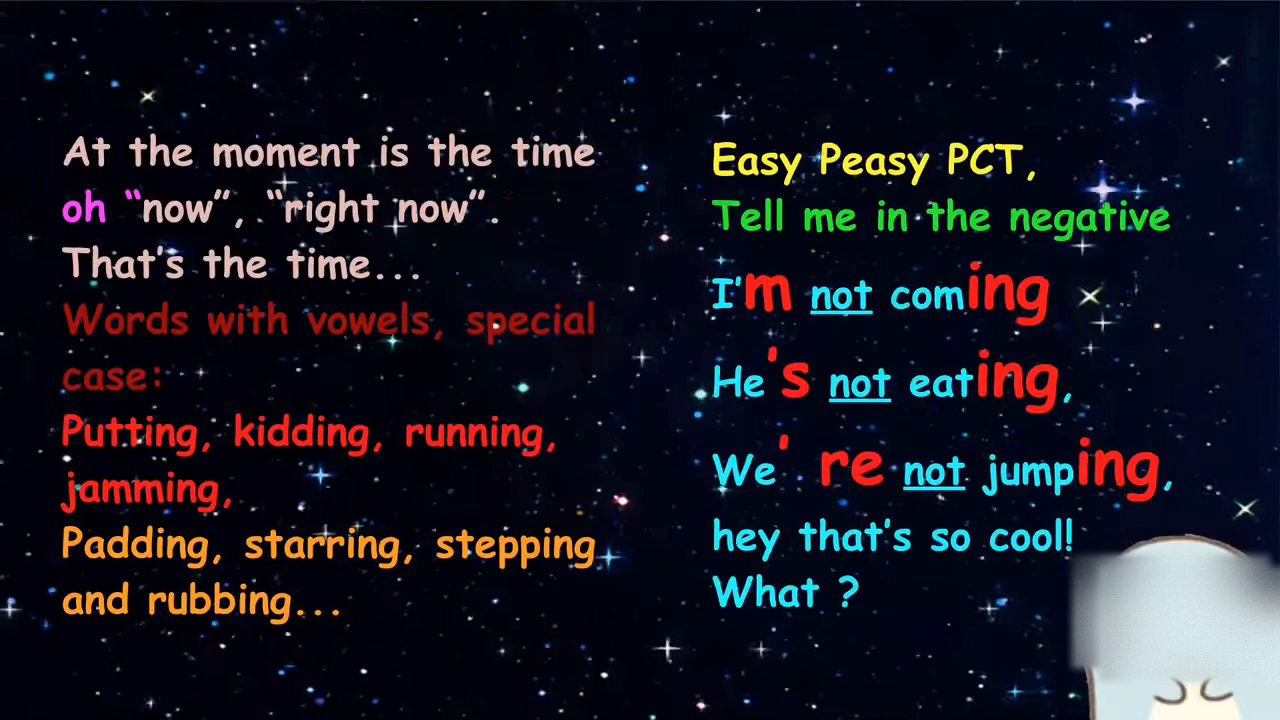 At the moment is the time
oh “now”, “right now”.
That’s the time...
Words with vowels, special
case:
Putting, kidding, running,
jamming,
Padding, starring, stepping
and rubbing...
Easy Peasy PCT,
Tell me in the negative
I’m not coming
He’s not eating,
We’ re not jumping,
hey that’s so cool!
What ?